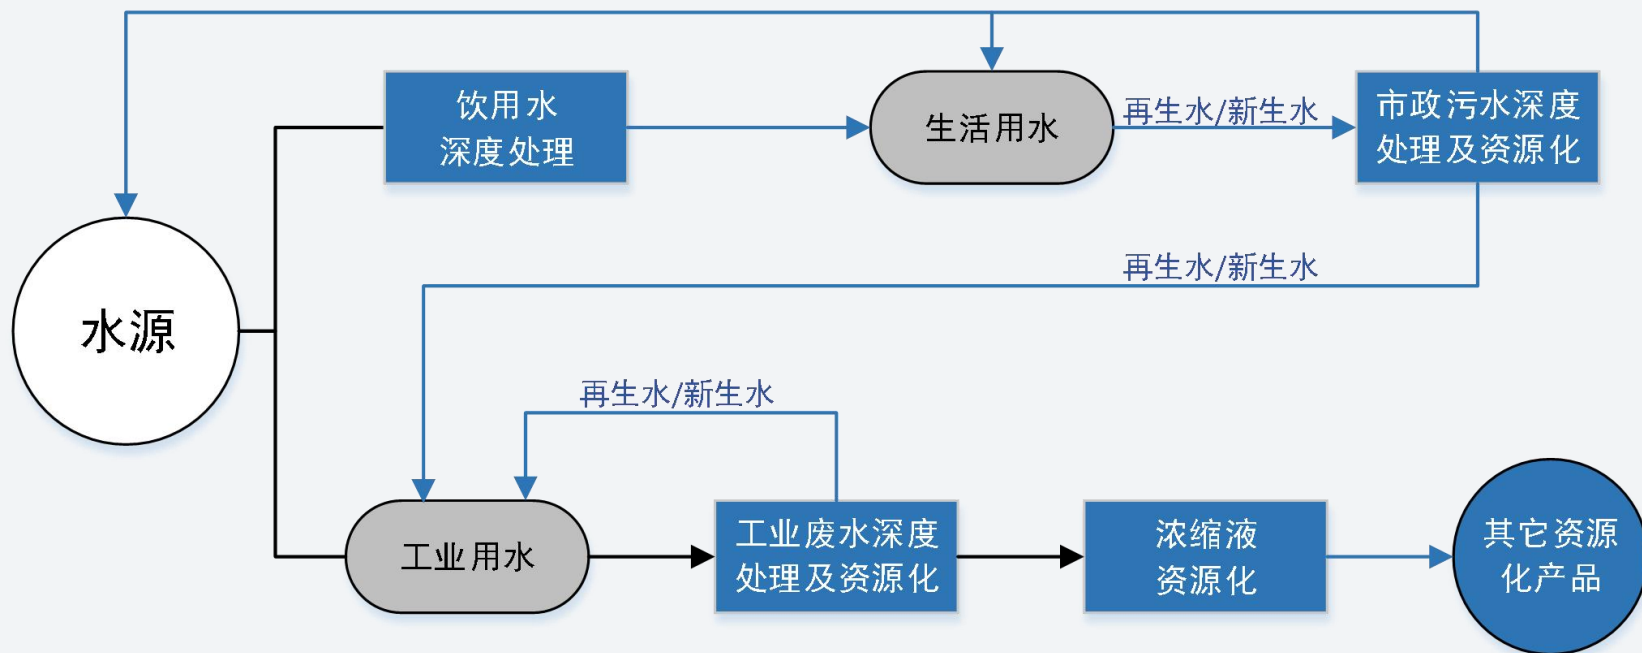 饮用水
深度处理
生活用水
再生水/新生水
市政污水深度
处理及资源化
再生水/新生水
水源
再生水/新生水
工业用水
工业废水深度
处理及资源化
浓缩液
资源化
其它资源
化产品